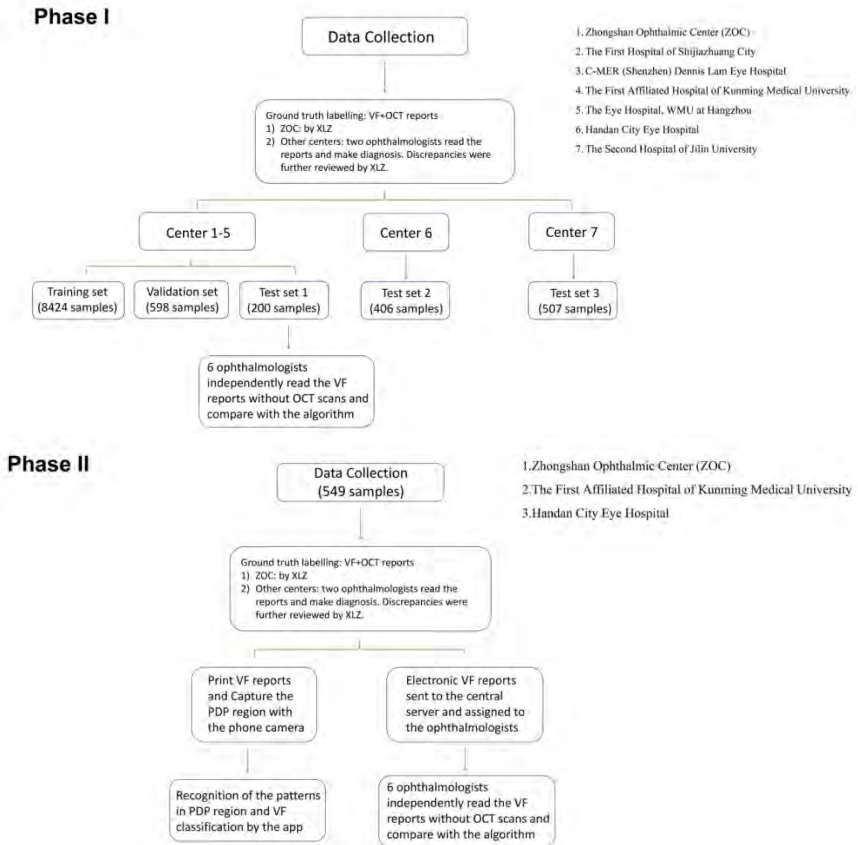 Phase I
Data Collection
1. Zhongshan Ophthalmic Center (ZOC)
2. The First Hospital of Shijiazhuang City
3. C-MER (Shenzhen) Dennis Lam Eye Hospital
4. The First Affiliated Hospital of Kunming Medical University
5. The Eye Hospital, WMU at Hangzhou
6. Handan City Eye Hospital
7. The Second Hospital of Jilin University
Ground truth labelling: VF+OCT reports
1) ZOC: by XLZ
2) Other centers: two ophthalmologists read the
reports and make diagnosis. Discrepancies were
further reviewed by XLZ.
Center 1-5
Center 6
Center 7
Training set
(8424 samples)
Validation set
(598 samples)
Test set 1
(200 samples)
Test set 2
(406 samples)
Test set 3
(507 samples)
6 ophthalmologists
independently read the VF
reports without OCT scans and
compare with the algorithm
Phase II
Data Collection
(549 samples)
1.Zhongshan Ophthalmic Center (ZOC)
2.The First Affiliated Hospital of Kunming Medical University
3.Handan City Eye Hospital
Ground truth labelling: VF+OCT reports
1) ZOC: by XLZ
2) Other centers: two ophthalmologists read the
reports and make diagnosis. Discrepancies were
further reviewed by XLZ.
Print VF reports
and Capture the
PDP region with
the phone camera
Electronic VF reports
sent to the central
server and assigned to
the ophthalmologists
Recognition of the patterns
in PDP region and VF
classification by the app
6 ophthalmologists
independently read the VF
reports without OCT scans and
compare with the algorithm